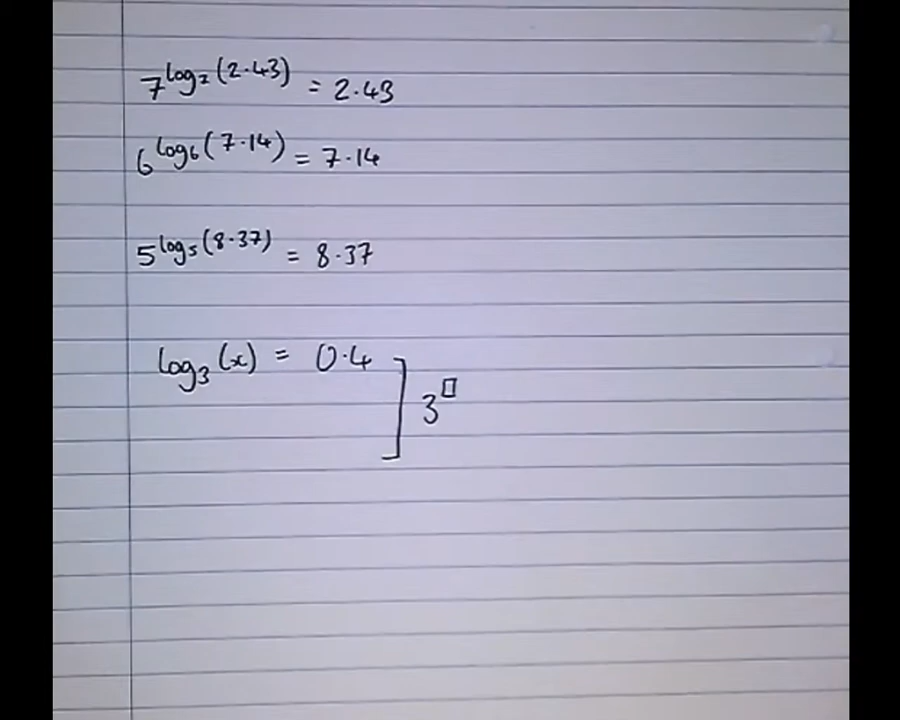 7^log₇(2·43) = 2·43
6^log₆(7·14) = 7·14
5^log₅(8·37) = 8·37
log₃(x) = 0·4
] 3^□